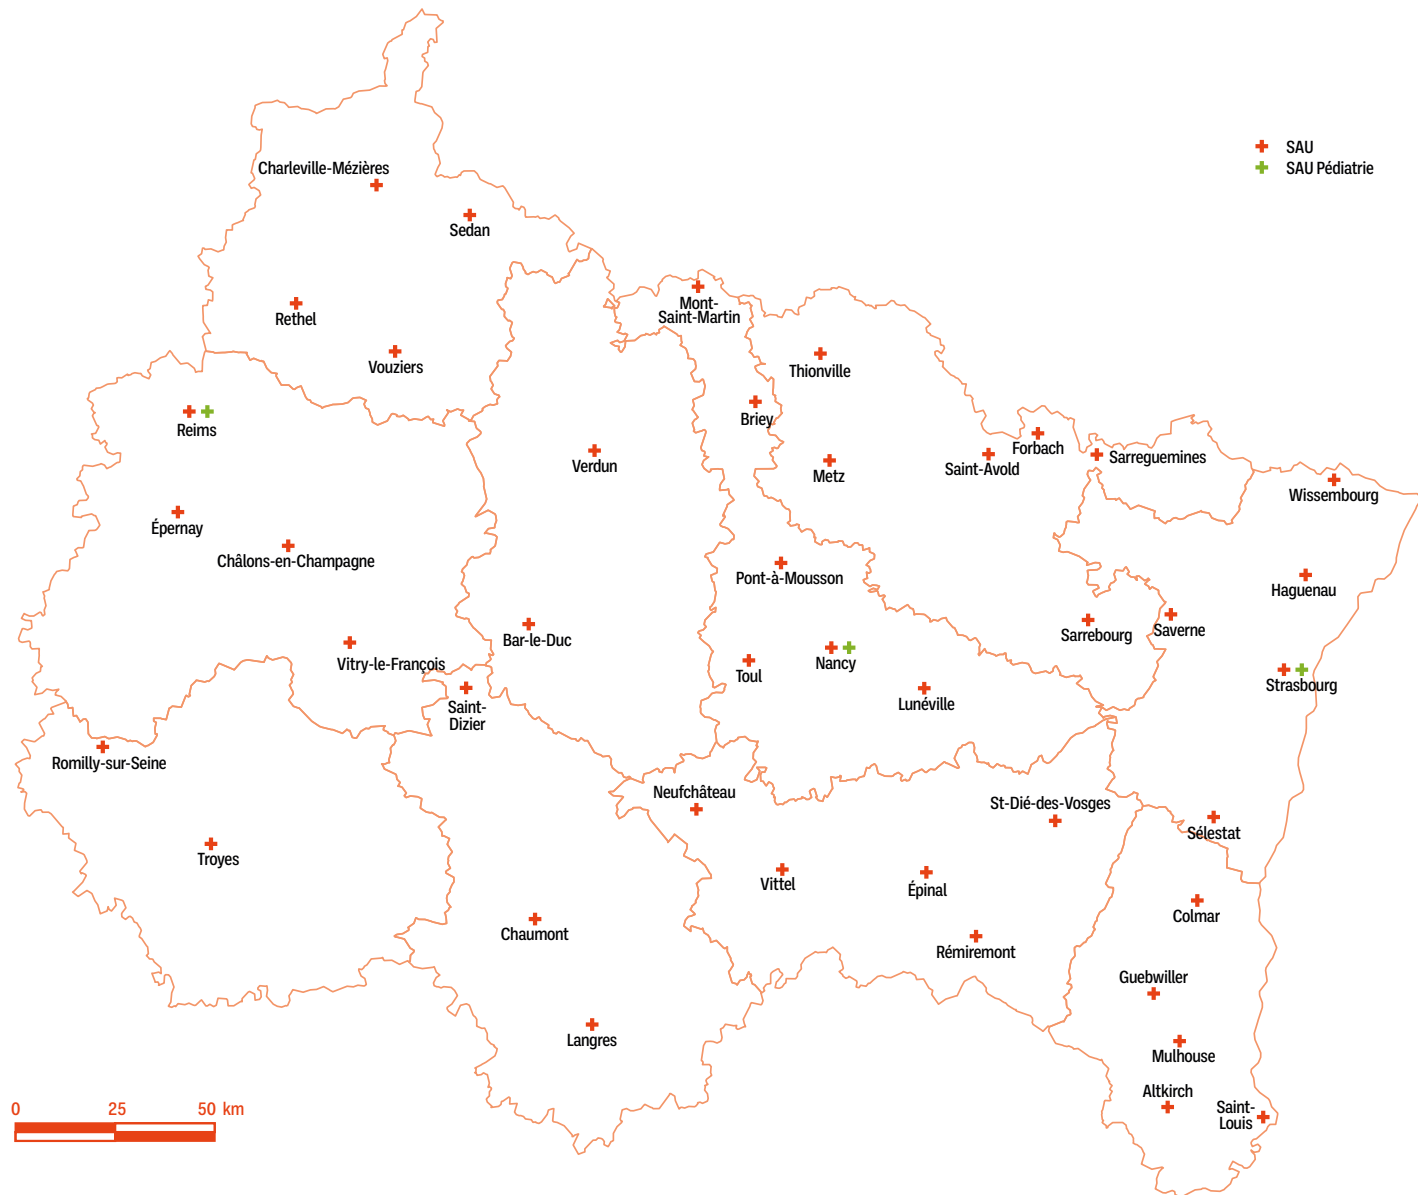 SAU
SAU Pédiatrie
Charleville-Mézières
Sedan
Rethel
Vouziers
Mont-
Saint-Martin
Thionville
Briey
Reims
Verdun
Metz
Saint-Avold
Forbach
Sarreguemines
Wissembourg
Épernay
Châlons-en-Champagne
Pont-à-Mousson
Haguenau
Vitry-le-François
Bar-le-Duc
Toul
Nancy
Lunéville
Sarrebourg
Saverne
Strasbourg
Saint-
Dizier
Romilly-sur-Seine
Troyes
Neufchâteau
St-Dié-des-Vosges
Sélestat
Vittel
Épinal
Colmar
Chaumont
Rémiremont
Guebwiller
Langres
Mulhouse
Altkirch
Saint-
Louis
0 25 50 km